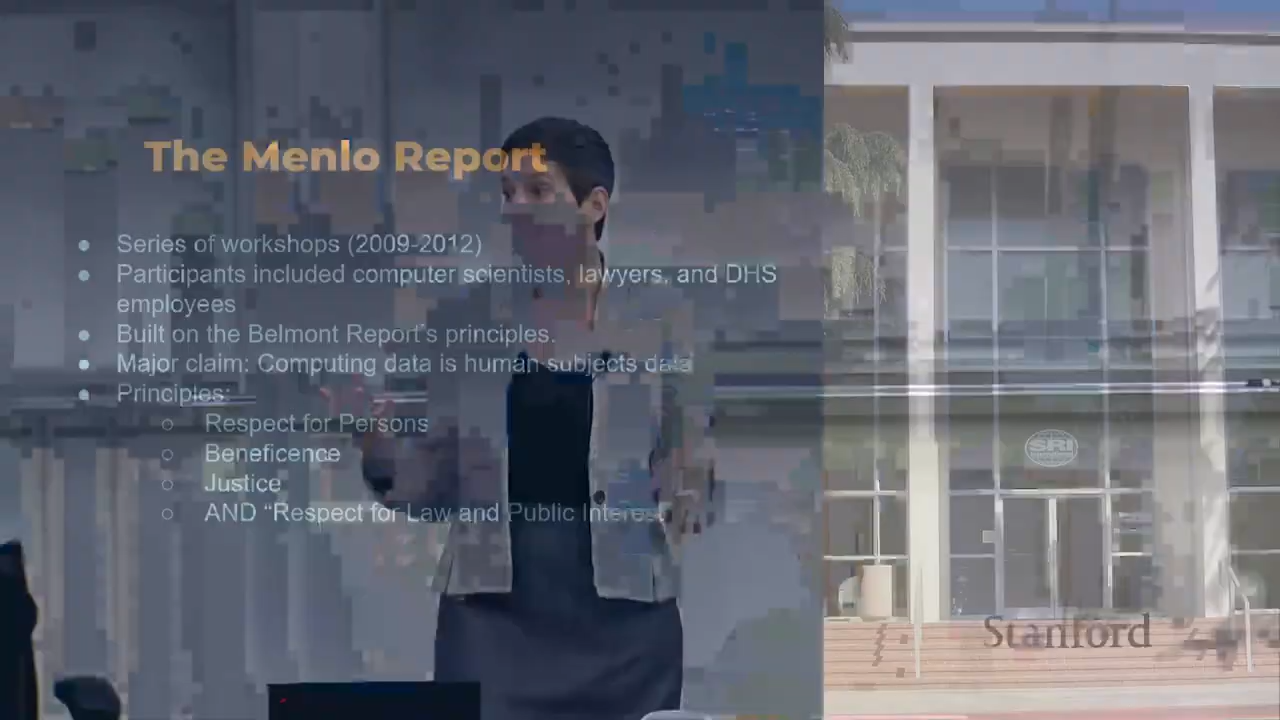 The Menlo Report
● Series of workshops (2009-2012)
● Participants included computer scientists, lawyers, and DHS
employees
● Built on the Belmont Report's principles.
● Major claim: Computing data is human subjects data
● Principles:
○ Respect for Persons
○ Beneficence
○ Justice
○ AND “Respect for Law and Public Interest
SRI
Stanford